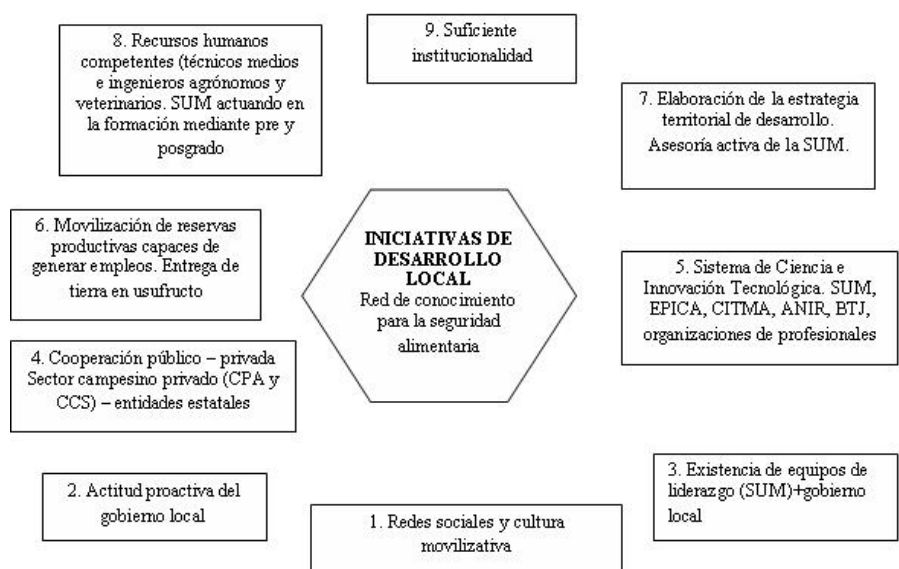 9. Suficiente
institucionalidad
8. Recursos humanos
competentes (técnicos medios
e ingenieros agrónomos y
veterinarios. SUM actuando en
la formación mediante pre y
posgrado
7. Elaboración de la estrategia
territorial de desarrollo.
Asesoría activa de la SUM.
6. Movilización de reservas
productivas capaces de
generar empleos. Entrega de
tierra en usufructo
INICIATIVAS DE
DESARROLLO
LOCAL
Red de conocimiento
para la seguridad
alimentaria
5. Sistema de Ciencia e
Innovación Tecnológica. SUM,
EPICA, CITMA, ANIR, BTJ,
organizaciones de profesionales
4. Cooperación público – privada
Sector campesino privado (CPA y
CCS) – entidades estatales
3. Existencia de equipos de
liderazgo (SUM)+gobierno
local
2. Actitud proactiva del
gobierno local
1. Redes sociales y cultura
movilizativa